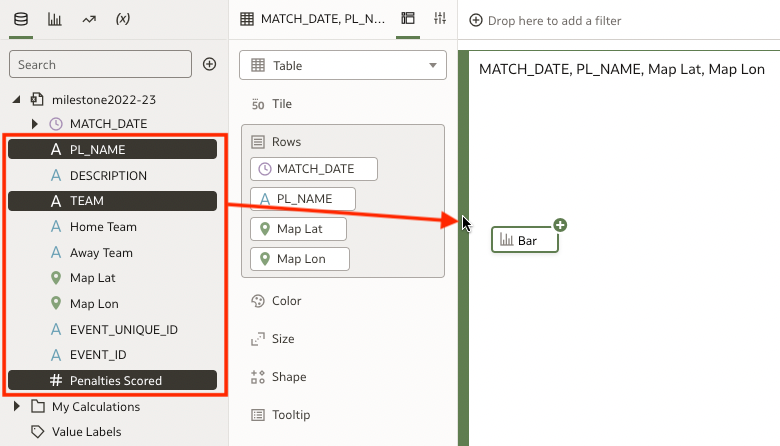 (x)
MATCH_DATE, PL_N...
Drop here to add a filter
Search
Table
MATCH_DATE, PL_NAME, Map Lat, Map Lon
milestone2022-23
MATCH_DATE
PL_NAME
DESCRIPTION
TEAM
Home Team
Away Team
Map Lat
Map Lon
EVENT_UNIQUE_ID
EVENT_ID
Penalties Scored
My Calculations
Value Labels
Tile
Rows
MATCH_DATE
PL_NAME
Map Lat
Map Lon
Color
Size
Shape
Tooltip
Bar